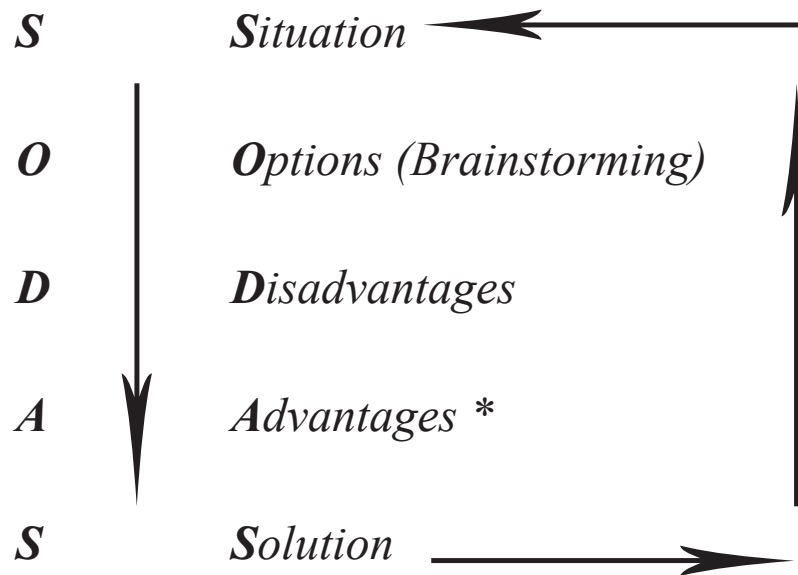 S Situation
O Options (Brainstorming)
D Disadvantages
A Advantages *
S Solution